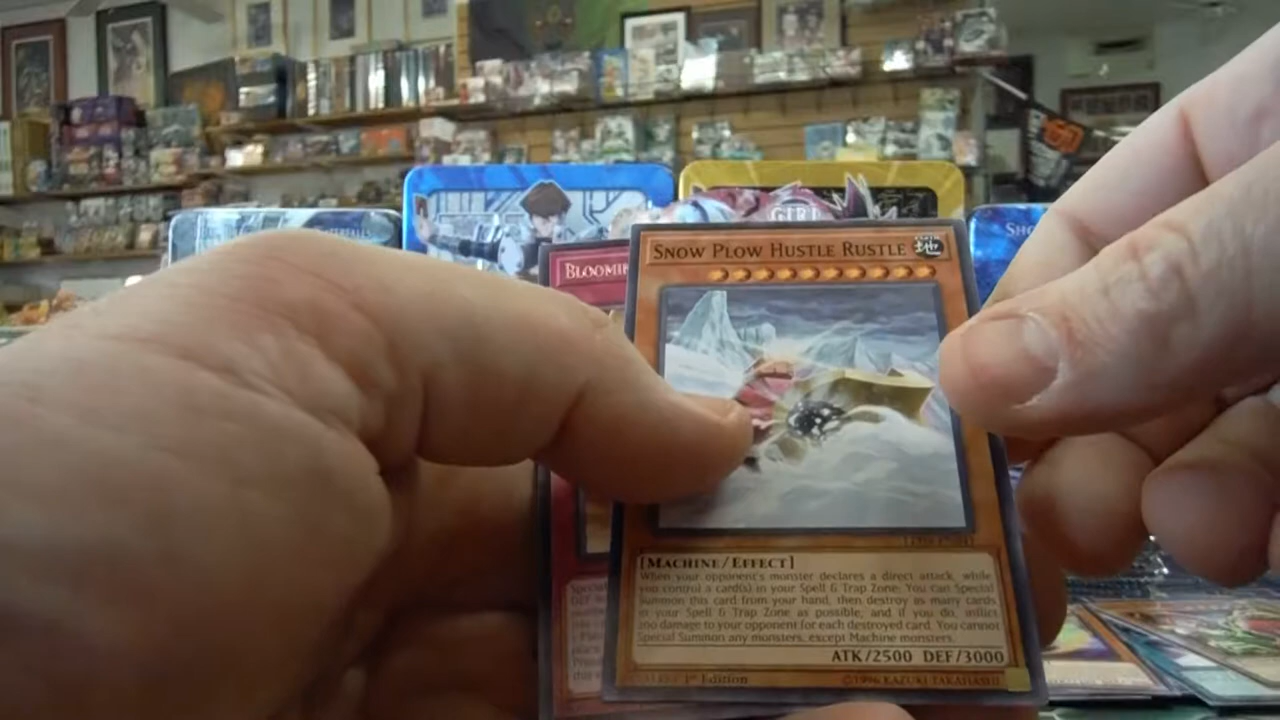 GIRL
SHO
BLOOMIN
SNOW PLOW HUSTLE RUSTLE
[MACHINE/EFFECT]
When your opponent's monster declares a direct attack, while
you control a card(s) in your Spell & Trap Zone: You can Special
Summon this card from your hand, then destroy as many cards
in your Spell & Trap Zone as possible, and if you do, inflict
200 damage to your opponent for each destroyed card. You cannot
Special Summon any monsters, except Machine monsters.
ATK/2500 DEF/3000
1st Edition
©1996 KAZUKI TAKAHASHI